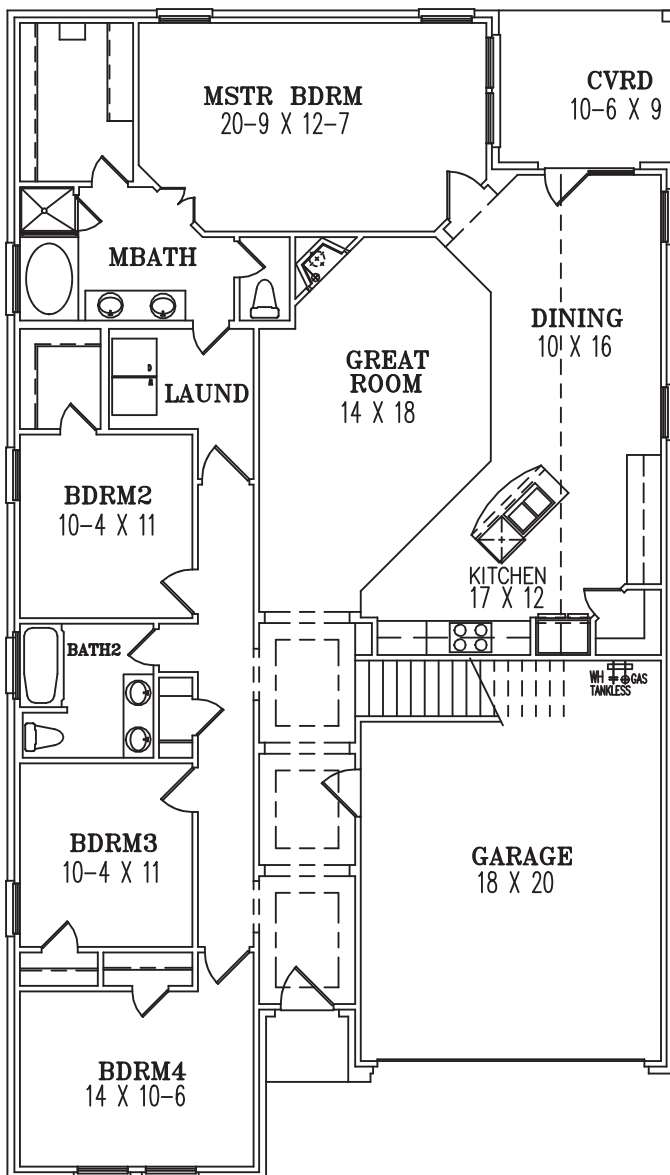 MSTR BDRM
20-9 X 12-7
CVRD
10-6 X 9
MBATH
DINING
10 X 16
GREAT
ROOM
14 X 18
LAUND
D
BDRM2
10-4 X 11
KITCHEN
17 X 12
BATH2
WH
GAS
TANKLESS
BDRM3
10-4 X 11
GARAGE
18 X 20
BDRM4
14 X 10-6